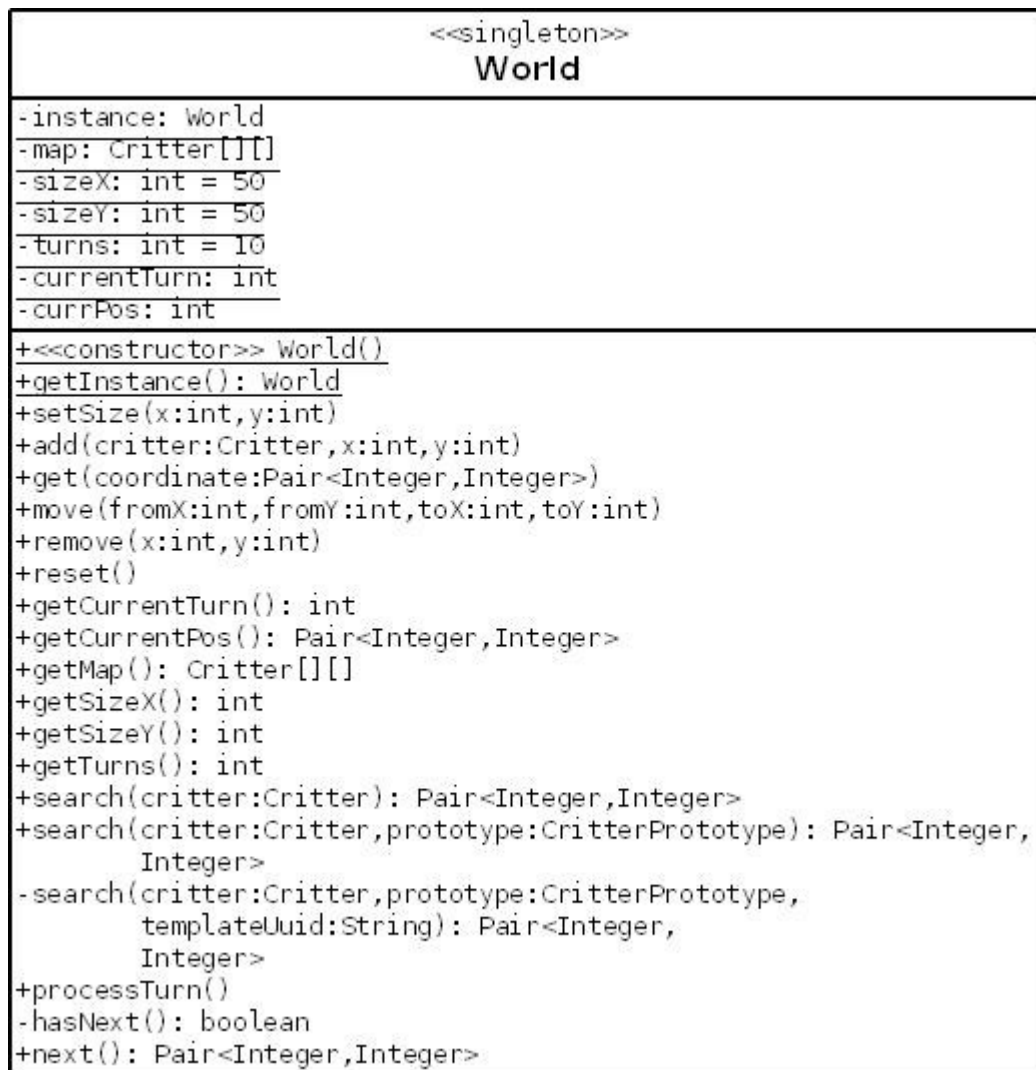 <<singleton>>
World
-instance: World
-map: Critter[][]
-sizeX: int = 50
-sizeY: int = 50
-turns: int = 10
-currentTurn: int
-currPos: int
+<<constructor>> World()
+getInstance(): World
+setSize(x:int,y:int)
+add(critter:Critter,x:int,y:int)
+get(coordinate:Pair<Integer,Integer>)
+move(fromX:int,fromY:int,toX:int,toY:int)
+remove(x:int,y:int)
+reset()
+getCurrentTurn(): int
+getCurrentPos(): Pair<Integer,Integer>
+getMap(): Critter[][]
+getSizeX(): int
+getSizeY(): int
+getTurns(): int
+search(critter:Critter): Pair<Integer,Integer>
+search(critter:Critter,prototype:CritterPrototype): Pair<Integer,
Integer>
-search(critter:Critter,prototype:CritterPrototype,
templateUuid:String): Pair<Integer,
Integer>
+processTurn()
-hasNext(): boolean
+next(): Pair<Integer,Integer>